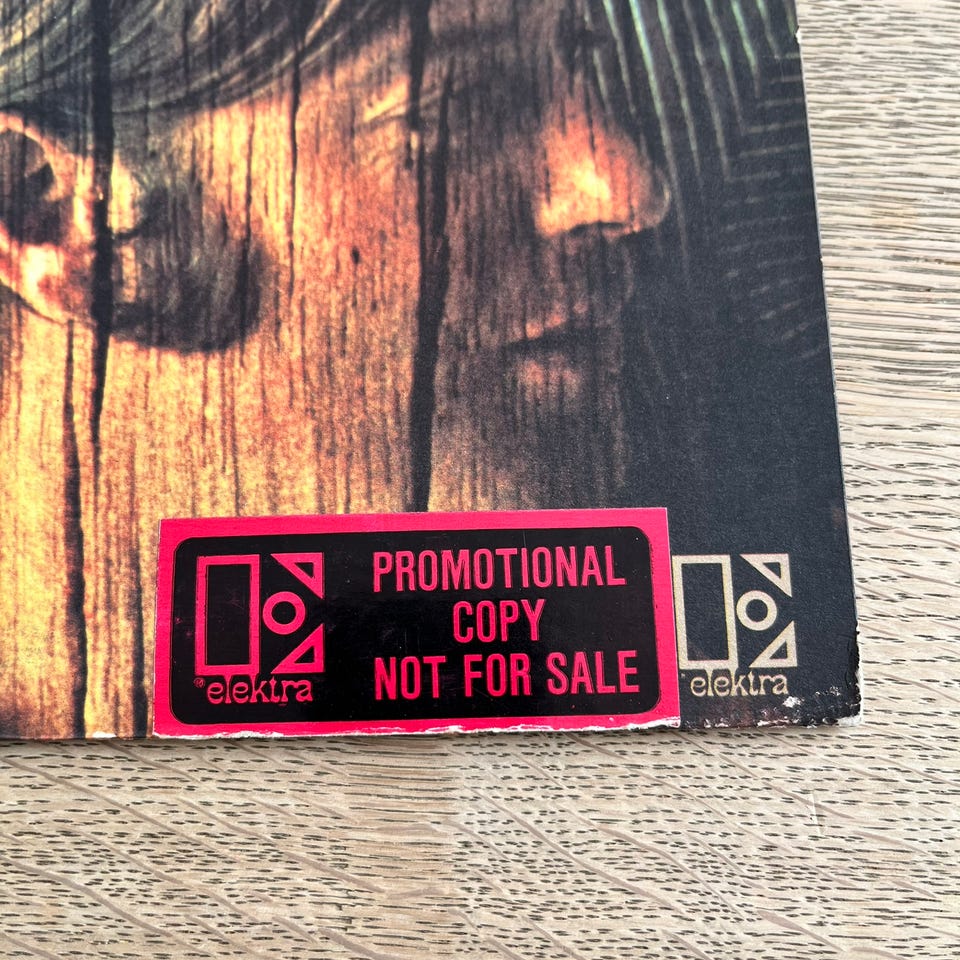 PROMOTIONAL
COPY
NOT FOR SALE
® elektra
elektra